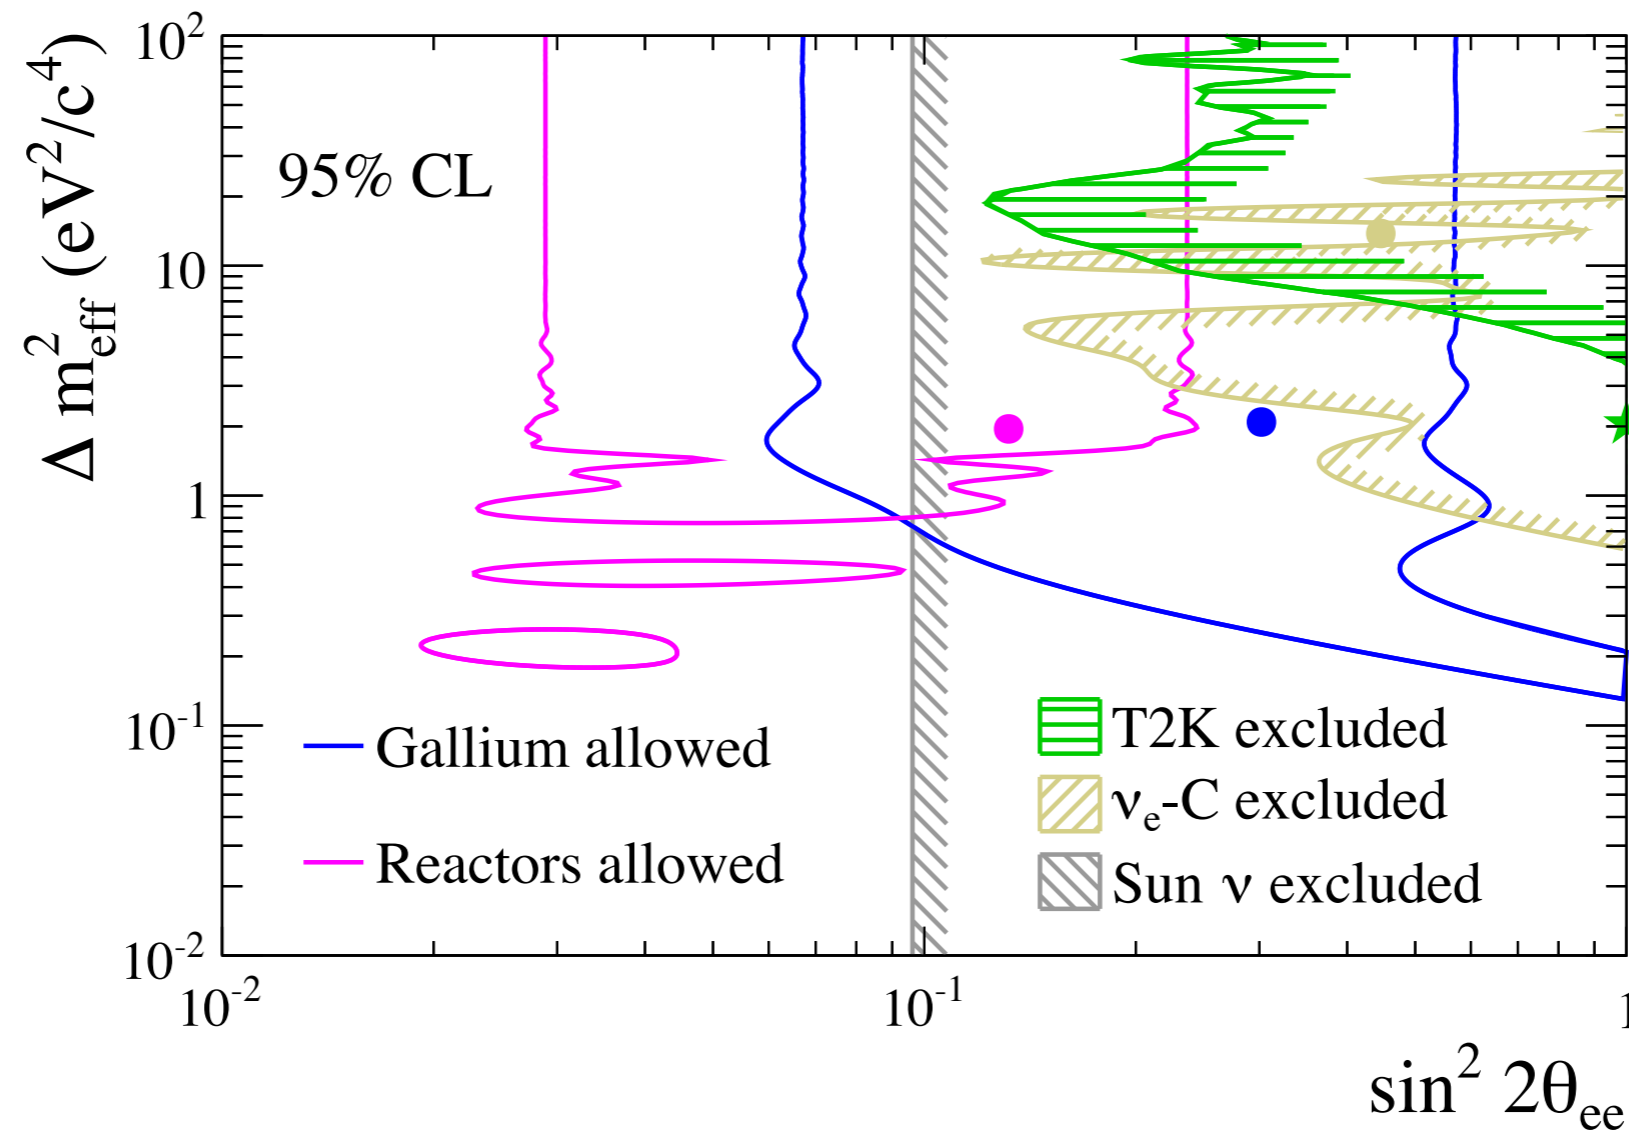 10²
10
1
10⁻¹
10⁻²
Δ m²eff (eV²/c⁴)
95% CL
Gallium allowed
Reactors allowed
T2K excluded
νe-C excluded
Sun ν excluded
10⁻² 10⁻¹ 1
sin² 2θee